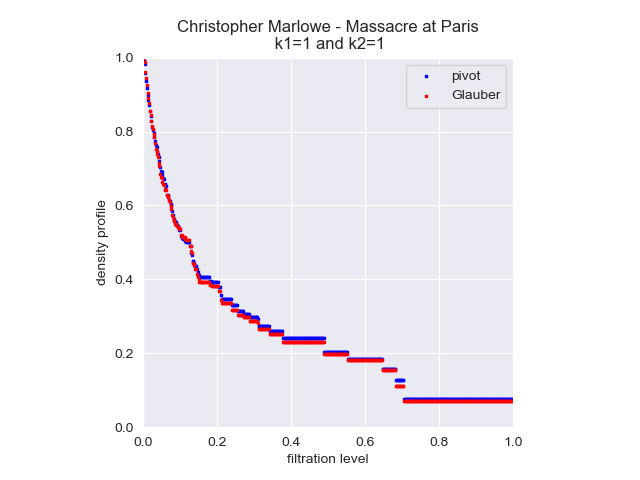 Christopher Marlowe - Massacre at Paris
k1=1 and k2=1
pivot
Glauber
density profile
1.0
0.8
0.6
0.4
0.2
0.0
0.0 0.2 0.4 0.6 0.8 1.0
filtration level